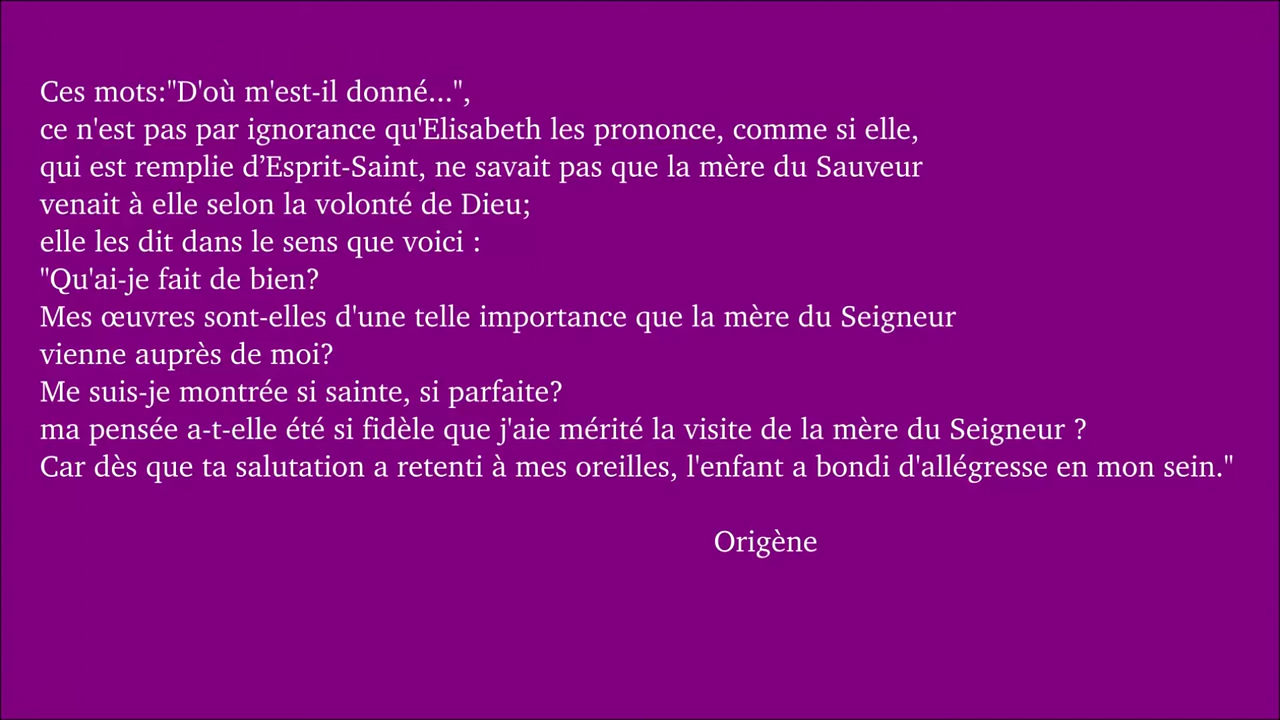 Ces mots:"D'où m'est-il donné...",
ce n'est pas par ignorance qu'Elisabeth les prononce, comme si elle,
qui est remplie d’Esprit-Saint, ne savait pas que la mère du Sauveur
venait à elle selon la volonté de Dieu;
elle les dit dans le sens que voici :
"Qu'ai-je fait de bien?
Mes œuvres sont-elles d'une telle importance que la mère du Seigneur
vienne auprès de moi?
Me suis-je montrée si sainte, si parfaite?
ma pensée a-t-elle été si fidèle que j'aie mérité la visite de la mère du Seigneur ?
Car dès que ta salutation a retenti à mes oreilles, l'enfant a bondi d'allégresse en mon sein."
Origène